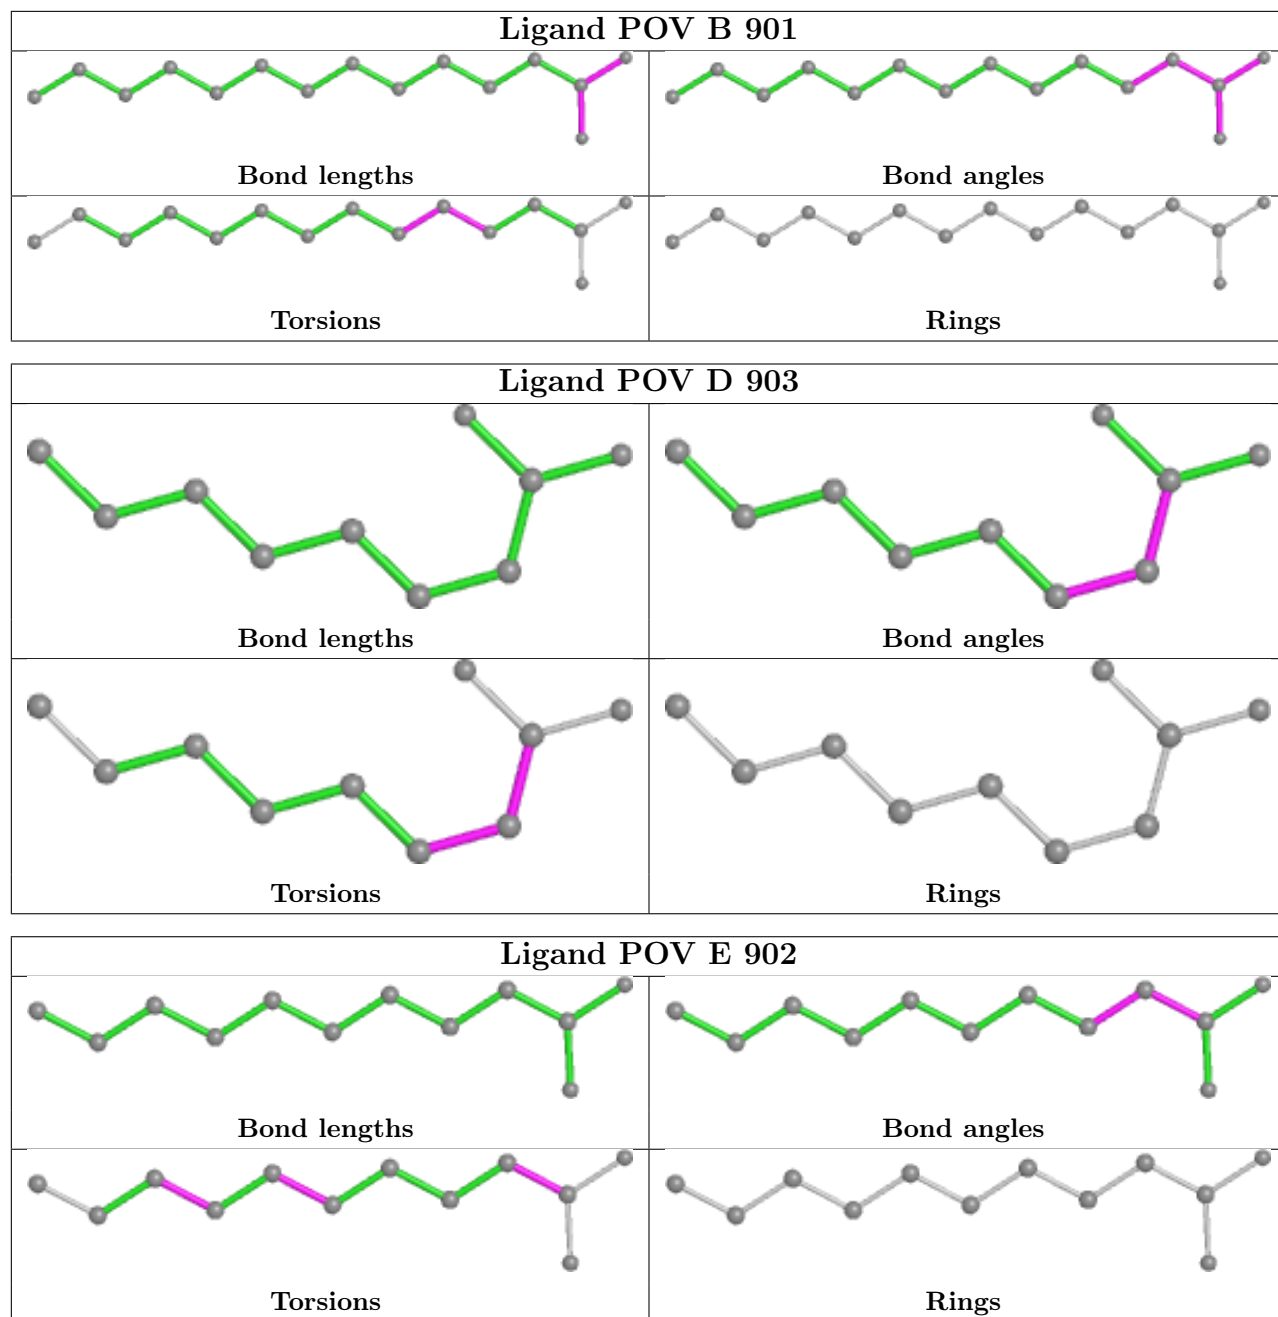 Ligand POV B 901
Bond lengths
Bond angles
Torsions
Rings
Ligand POV D 903
Bond lengths
Bond angles
Torsions
Rings
Ligand POV E 902
Bond lengths
Bond angles
Torsions
Rings